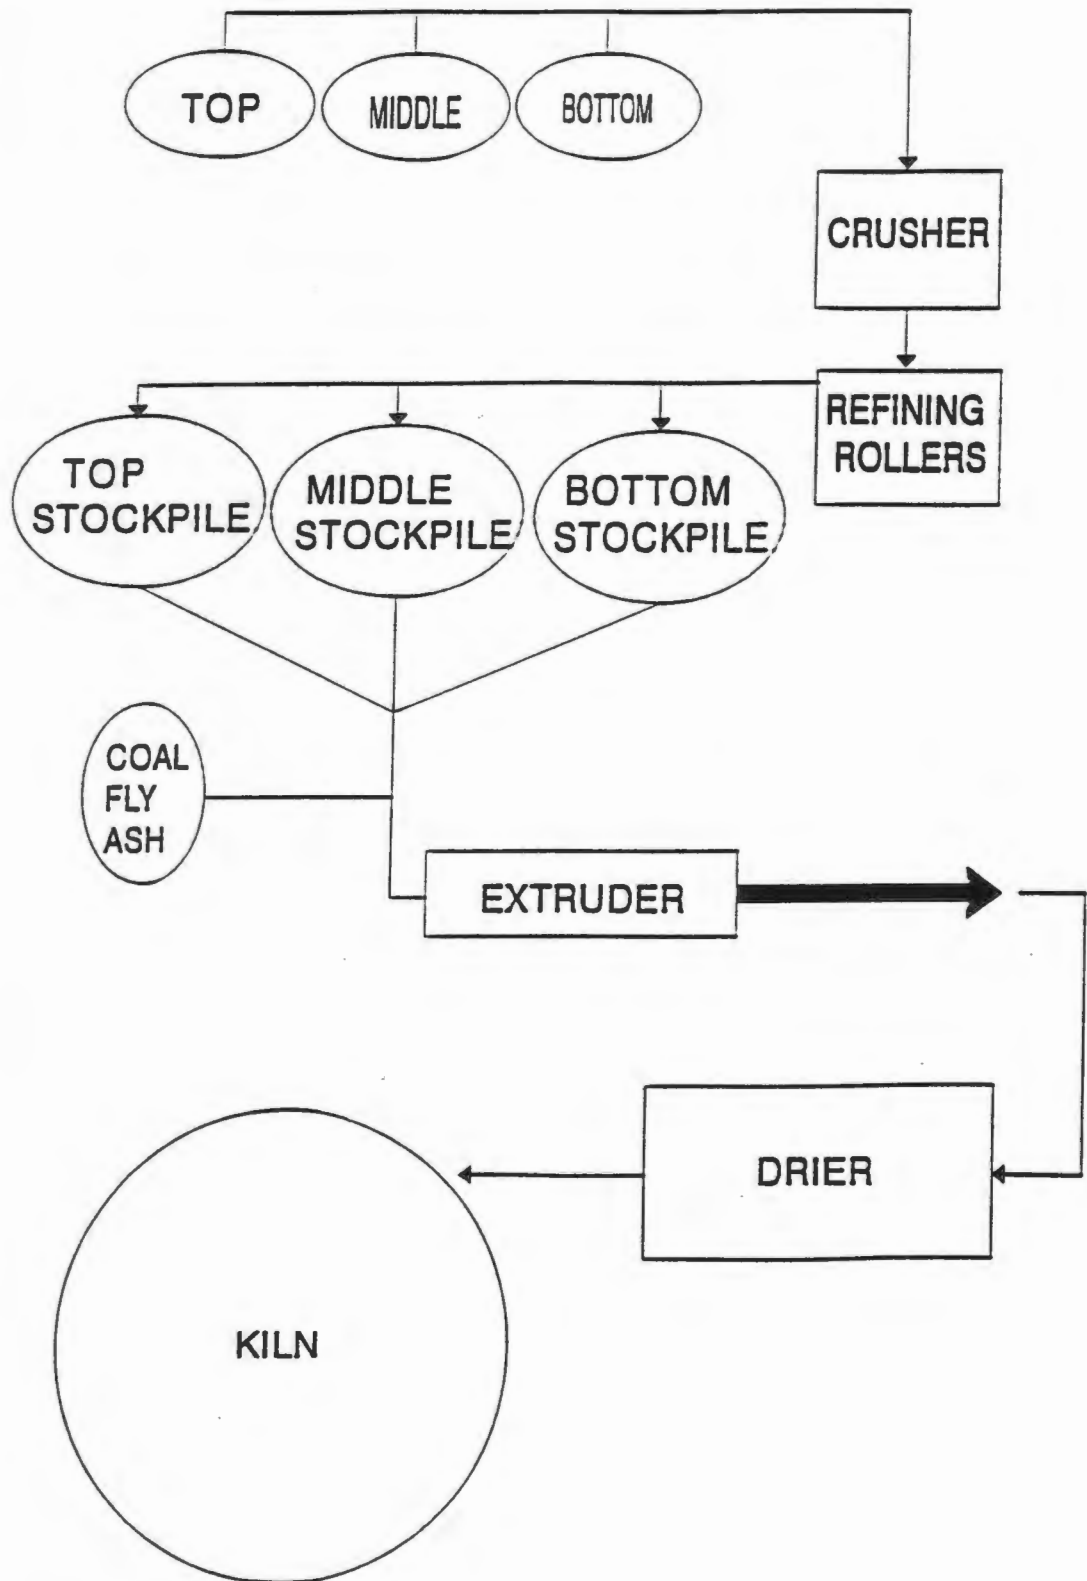 TOP
MIDDLE
BOTTOM
CRUSHER
REFINING
ROLLERS
TOP
STOCKPILE
MIDDLE
STOCKPILE
BOTTOM
STOCKPILE
COAL
FLY
ASH
EXTRUDER
DRIER
KILN